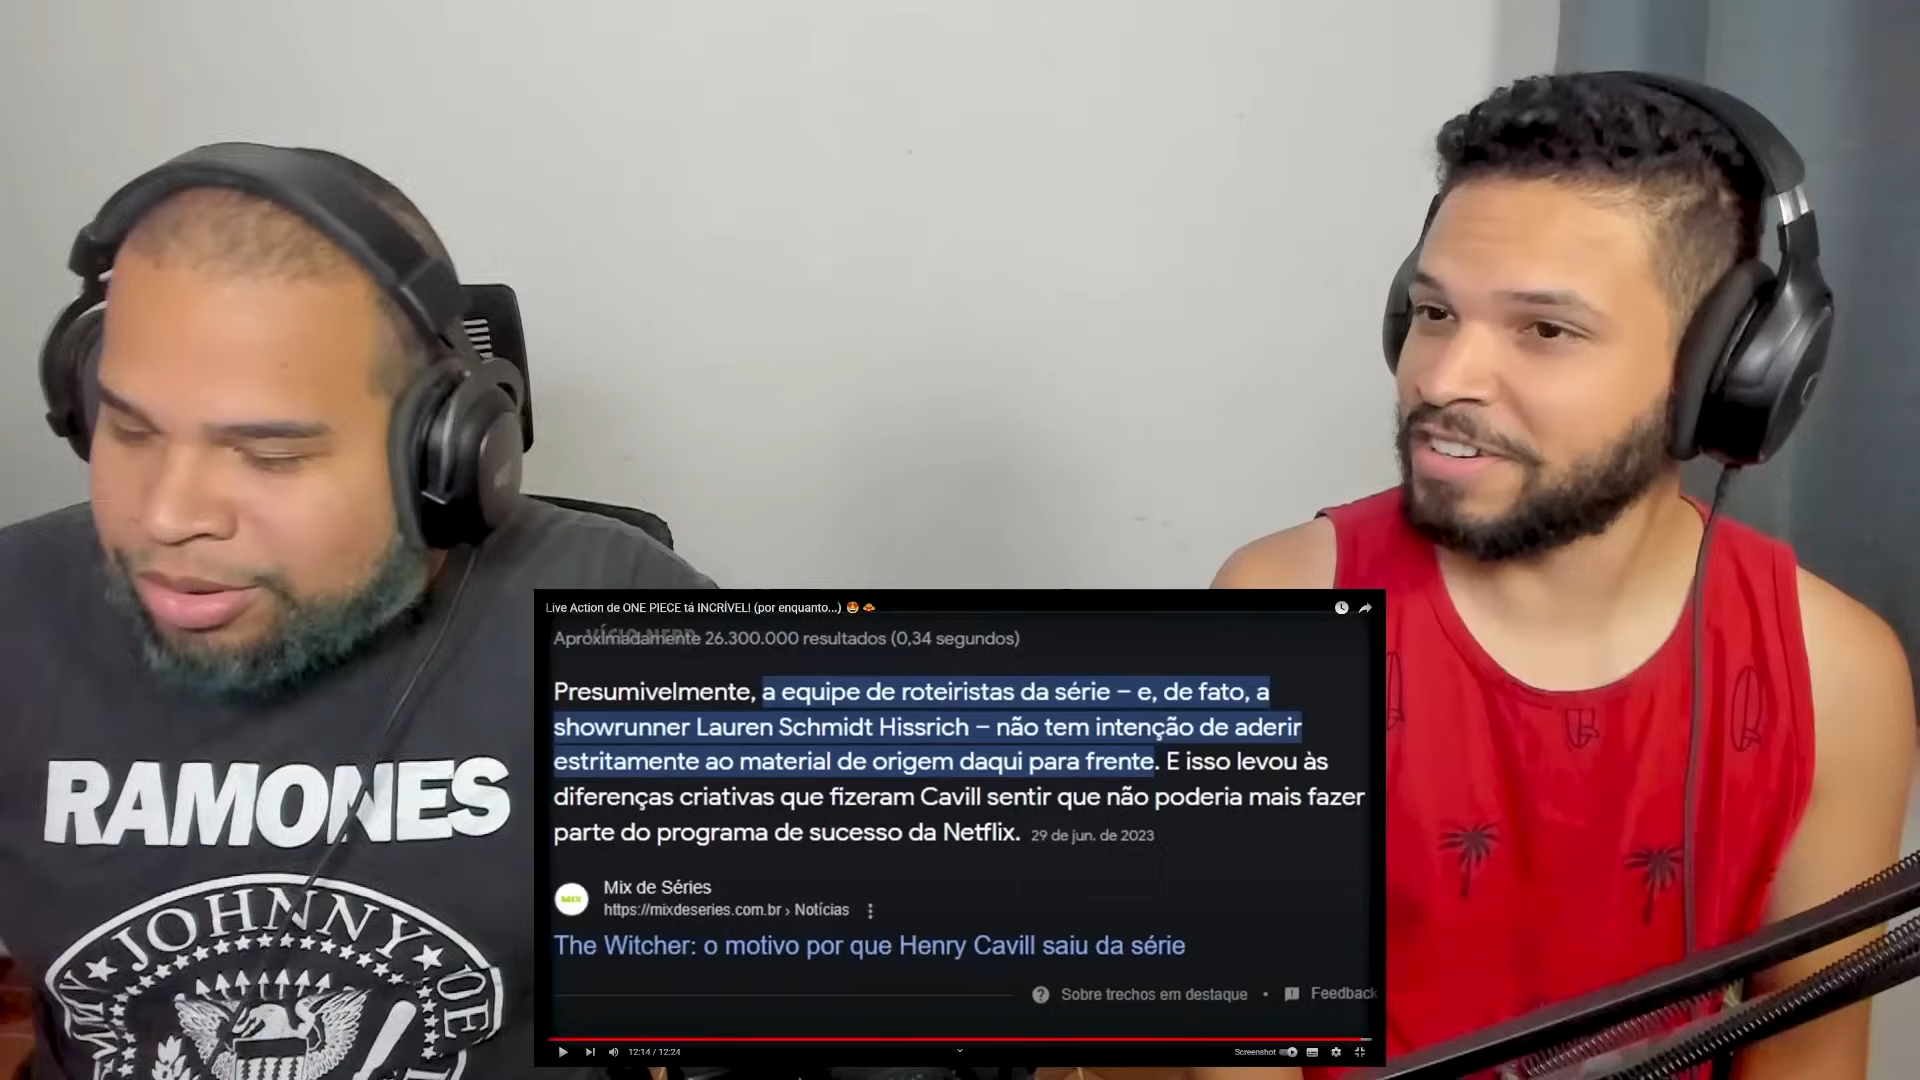 Live Action de ONE PIECE tá INCRÍVEL! (por enquanto...) 😍
VÍCIO NERD
Aproximadamente 26.300.000 resultados (0,34 segundos)
Presumivelmente, a equipe de roteiristas da série – e, de fato, a
showrunner Lauren Schmidt Hissrich – não tem intenção de aderir
estritamente ao material de origem daqui para frente. E isso levou às
diferenças criativas que fizeram Cavill sentir que não poderia mais fazer
parte do programa de sucesso da Netflix. 29 de jun. de 2023
MIX
Mix de Séries
https://mixdeseries.com.br › Notícias
The Witcher: o motivo por que Henry Cavill saiu da série
Sobre trechos em destaque • Feedback
12:14 / 12:24
Screenshot
RAMONES
JOHNNY